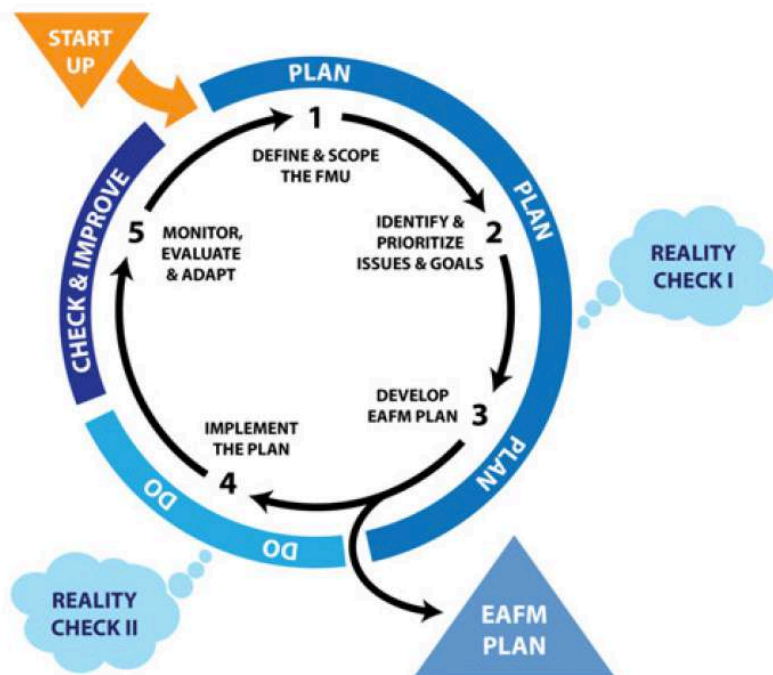 START
UP
PLAN
1
DEFINE & SCOPE
THE FMU
PLAN
2
IDENTIFY &
PRIORITIZE
ISSUES & GOALS
REALITY
CHECK I
PLAN
3
DEVELOP
EAFM PLAN
EAFM
PLAN
DO
DO
4
IMPLEMENT
THE PLAN
REALITY
CHECK II
CHECK & IMPROVE
5
MONITOR,
EVALUATE
& ADAPT